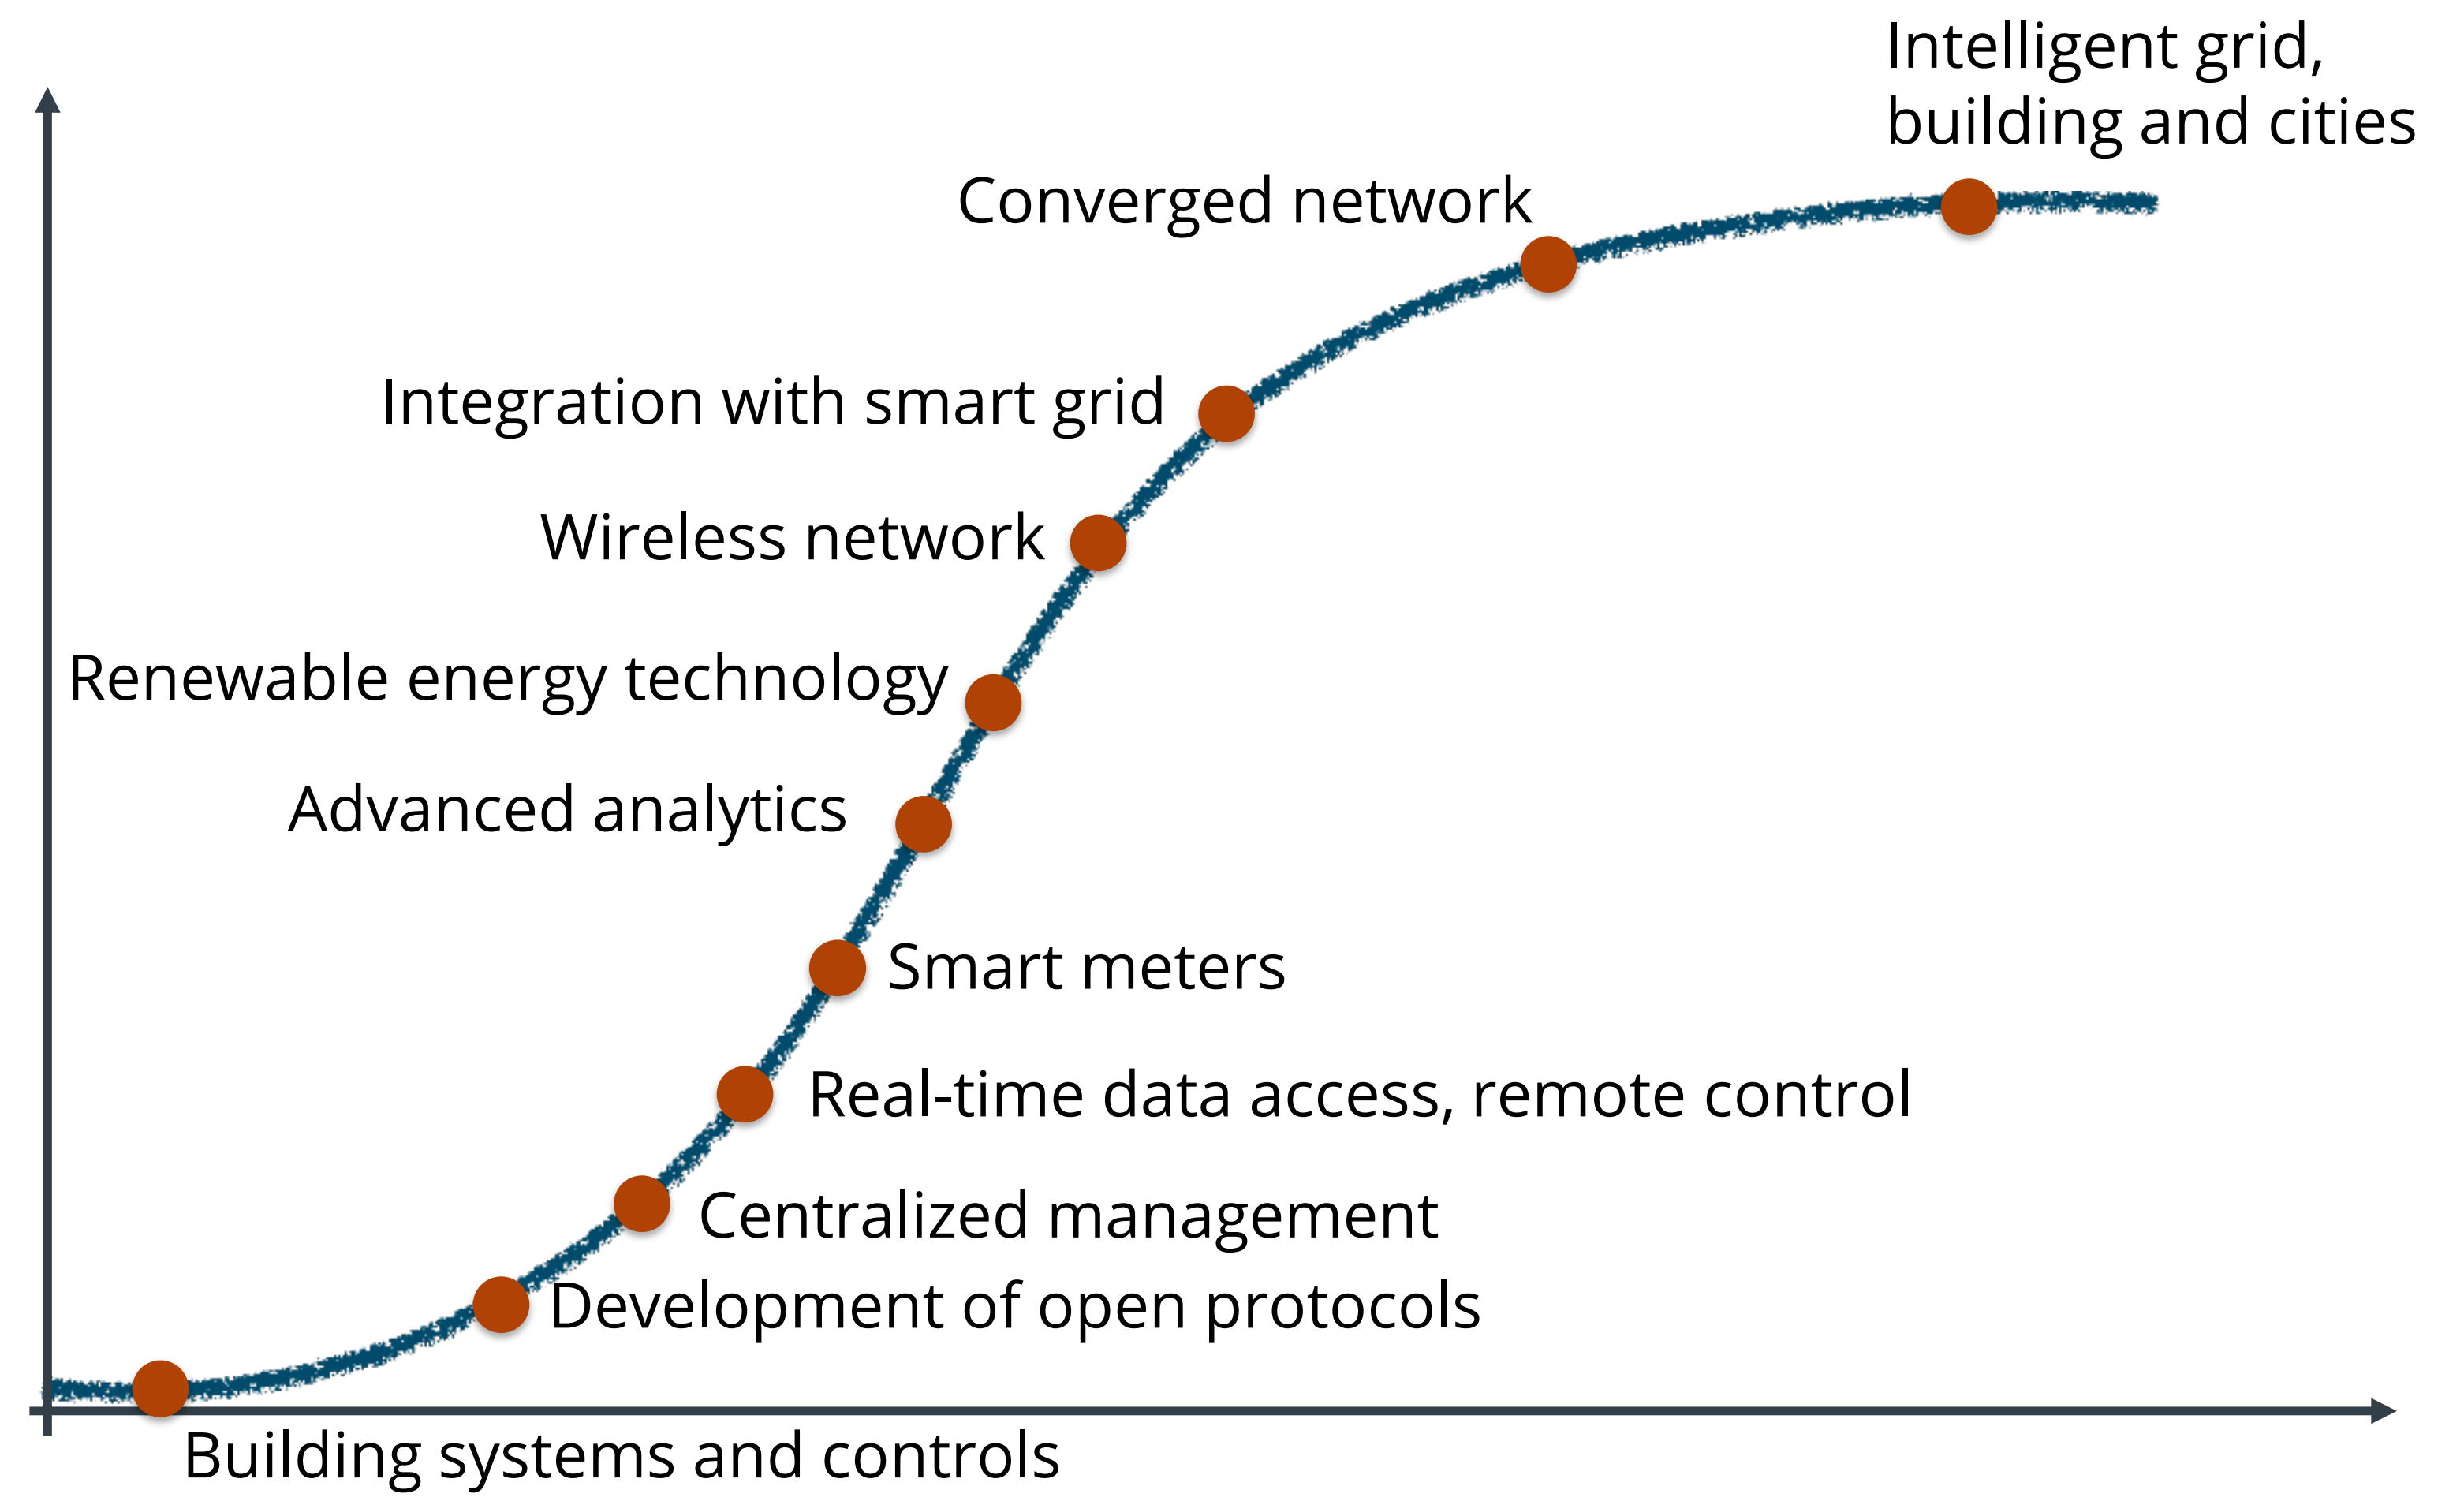 Intelligent grid,
building and cities
Converged network
Integration with smart grid
Wireless network
Renewable energy technology
Advanced analytics
Smart meters
Real-time data access, remote control
Centralized management
Development of open protocols
Building systems and controls